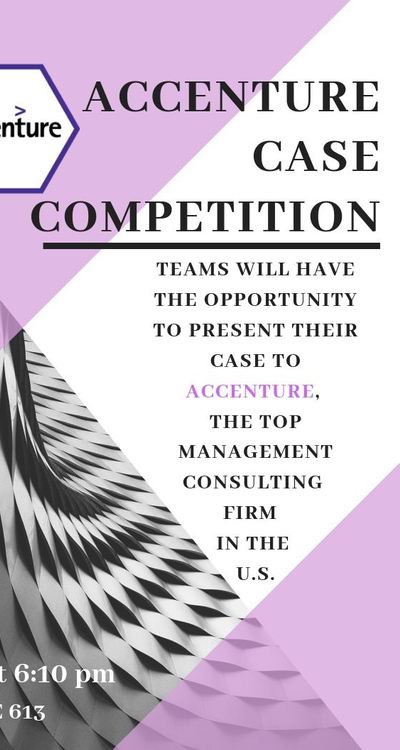 >
enture
ACCENTURE
CASE
COMPETITION
TEAMS WILL HAVE
THE OPPORTUNITY
TO PRESENT THEIR
CASE TO
ACCENTURE,
THE TOP
MANAGEMENT
CONSULTING
FIRM
IN THE
U.S.
6:10 pm
613